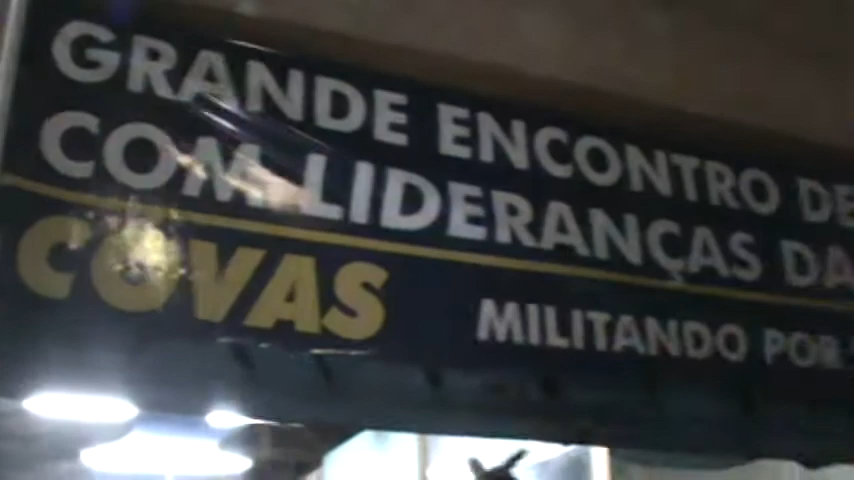 GRANDE ENCONTRO DE
COM LIDERANÇAS DA
COVAS MILITANDO POR